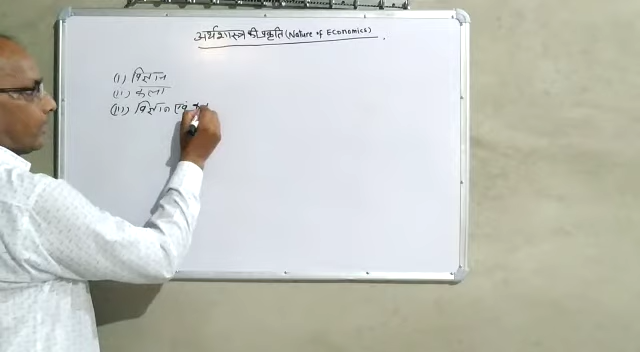 अर्थशास्त्र की प्रकृति (Nature of Economics).
(i) विज्ञान
(ii) कला
(iii) विज्ञान एवं